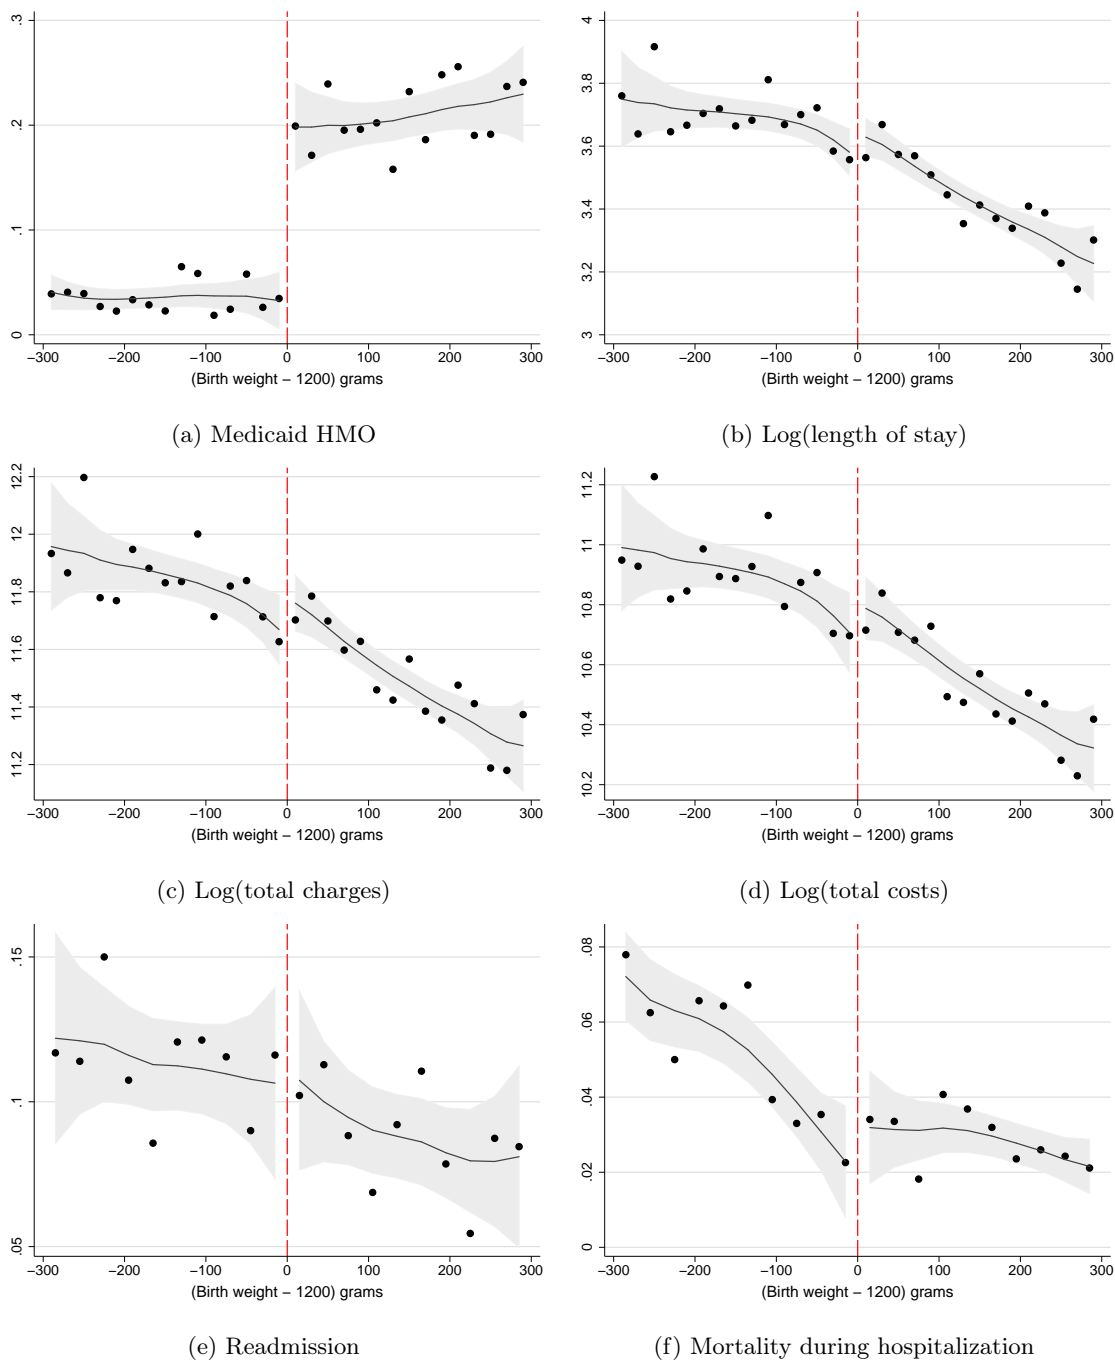 .3
.2
.1
0
−300 −200 −100 0 100 200 300
(Birth weight − 1200) grams
(a) Medicaid HMO
4
3.8
3.6
3.4
3.2
3
−300 −200 −100 0 100 200 300
(Birth weight − 1200) grams
(b) Log(length of stay)
12.2
12
11.8
11.6
11.4
11.2
−300 −200 −100 0 100 200 300
(Birth weight − 1200) grams
(c) Log(total charges)
11.2
11
10.8
10.6
10.4
10.2
−300 −200 −100 0 100 200 300
(Birth weight − 1200) grams
(d) Log(total costs)
.15
.1
.05
−300 −200 −100 0 100 200 300
(Birth weight − 1200) grams
(e) Readmission
.08
.06
.04
.02
0
−300 −200 −100 0 100 200 300
(Birth weight − 1200) grams
(f) Mortality during hospitalization